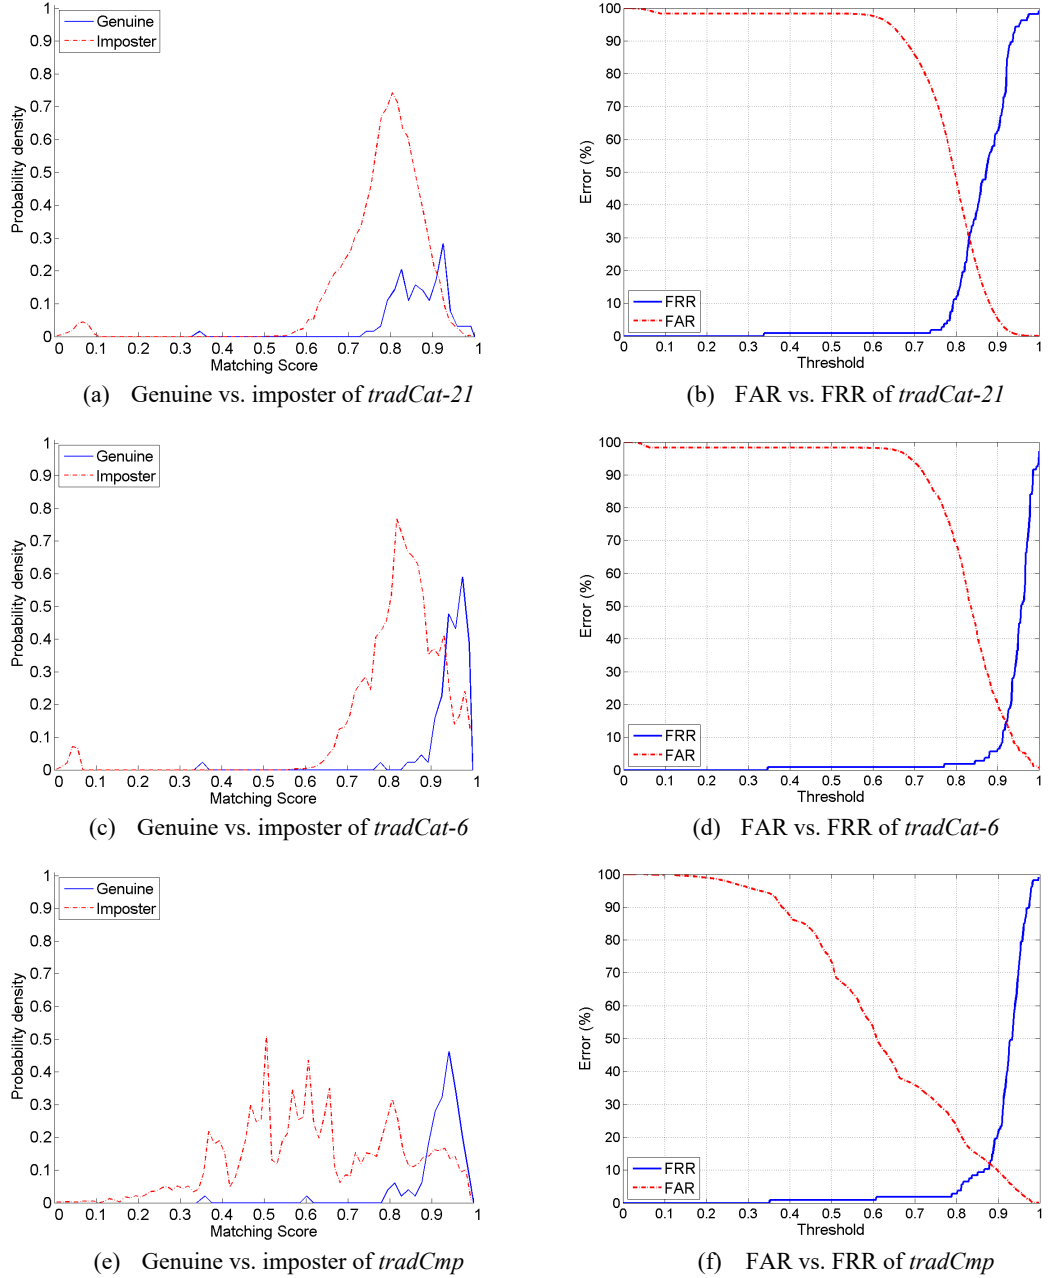 1
0.9
0.8
0.7
0.6
0.5
0.4
0.3
0.2
0.1
0
Probability density
Genuine
Imposter
0 0.1 0.2 0.3 0.4 0.5 0.6 0.7 0.8 0.9 1
Matching Score
(a) Genuine vs. imposter of tradCat-21
100
90
80
70
60
50
40
30
20
10
0
Error (%)
FRR
FAR
0 0.1 0.2 0.3 0.4 0.5 0.6 0.7 0.8 0.9 1
Threshold
(b) FAR vs. FRR of tradCat-21
1
0.9
0.8
0.7
0.6
0.5
0.4
0.3
0.2
0.1
0
Probability density
Genuine
Imposter
0 0.1 0.2 0.3 0.4 0.5 0.6 0.7 0.8 0.9 1
Matching Score
(c) Genuine vs. imposter of tradCat-6
100
90
80
70
60
50
40
30
20
10
0
Error (%)
FRR
FAR
0 0.1 0.2 0.3 0.4 0.5 0.6 0.7 0.8 0.9 1
Threshold
(d) FAR vs. FRR of tradCat-6
1
0.9
0.8
0.7
0.6
0.5
0.4
0.3
0.2
0.1
0
Probability density
Genuine
Imposter
0 0.1 0.2 0.3 0.4 0.5 0.6 0.7 0.8 0.9 1
Matching Score
(e) Genuine vs. imposter of tradCmp
100
90
80
70
60
50
40
30
20
10
0
Error (%)
FRR
FAR
0 0.1 0.2 0.3 0.4 0.5 0.6 0.7 0.8 0.9 1
Threshold
(f) FAR vs. FRR of tradCmp